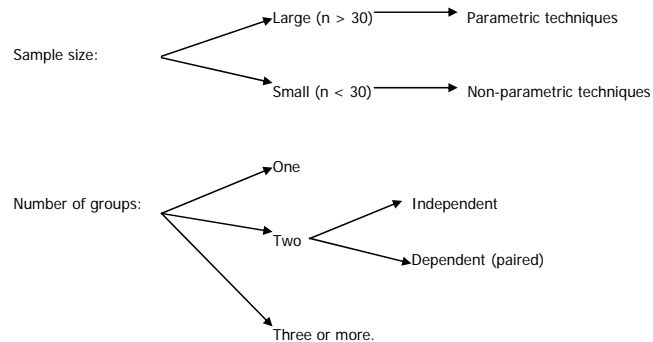 Large (n > 30) Parametric techniques
Sample size:
Small (n < 30) Non-parametric techniques
One
Number of groups: Independent
Two
Dependent (paired)
Three or more.